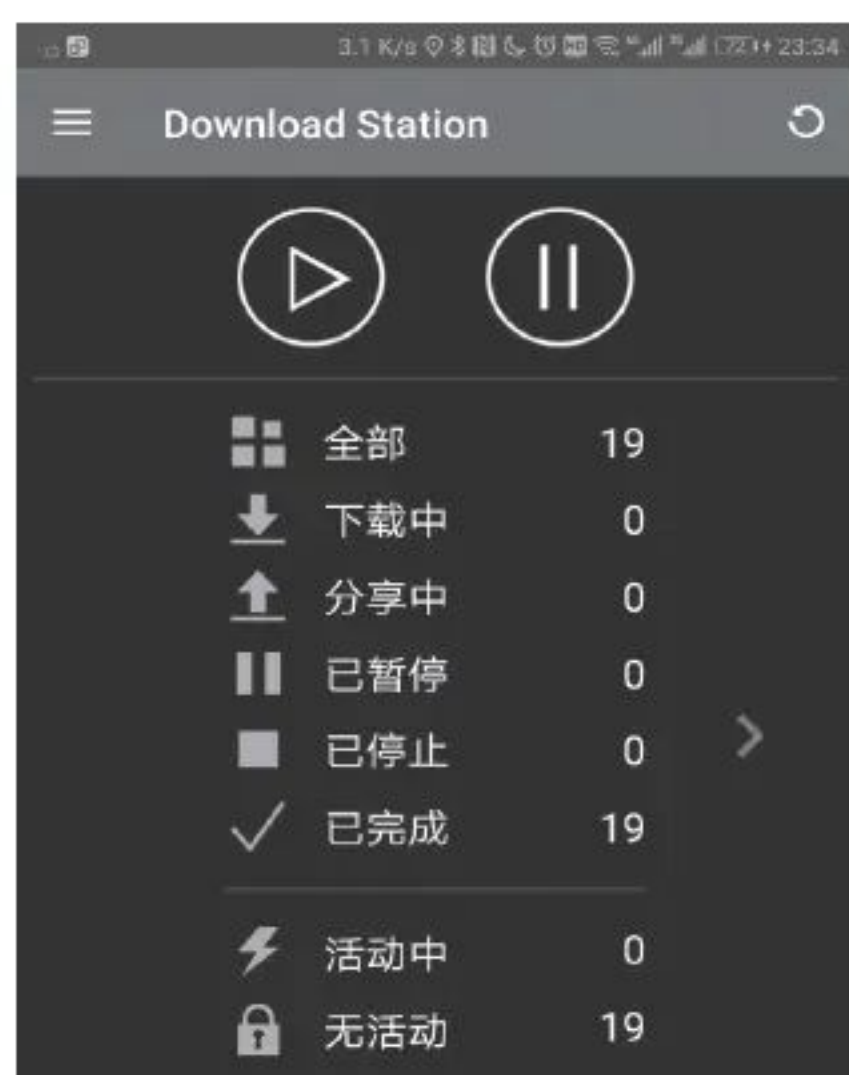 3.1 K/s 72 23:34
Download Station
全部 19
下载中 0
分享中 0
已暂停 0
已停止 0
已完成 19
活动中 0
无活动 19